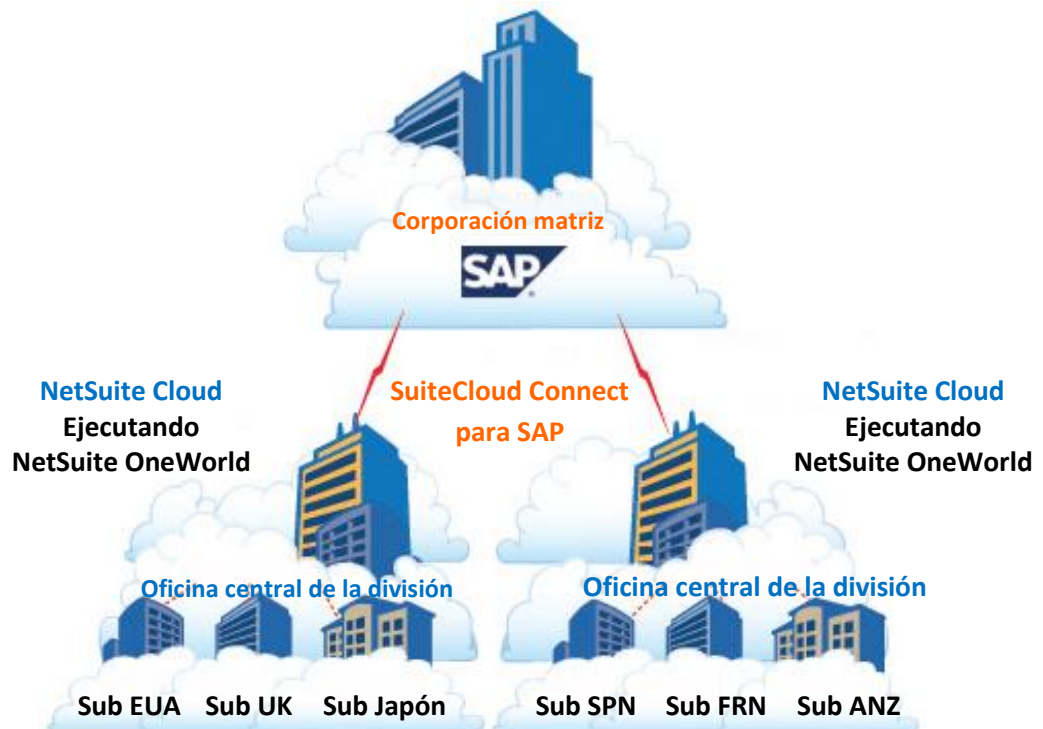 Corporación matriz
SAP
NetSuite Cloud
Ejecutando
NetSuite OneWorld
SuiteCloud Connect
para SAP
NetSuite Cloud
Ejecutando
NetSuite OneWorld
Oficina central de la división
Oficina central de la división
Sub EUA Sub UK Sub Japón
Sub SPN Sub FRN Sub ANZ